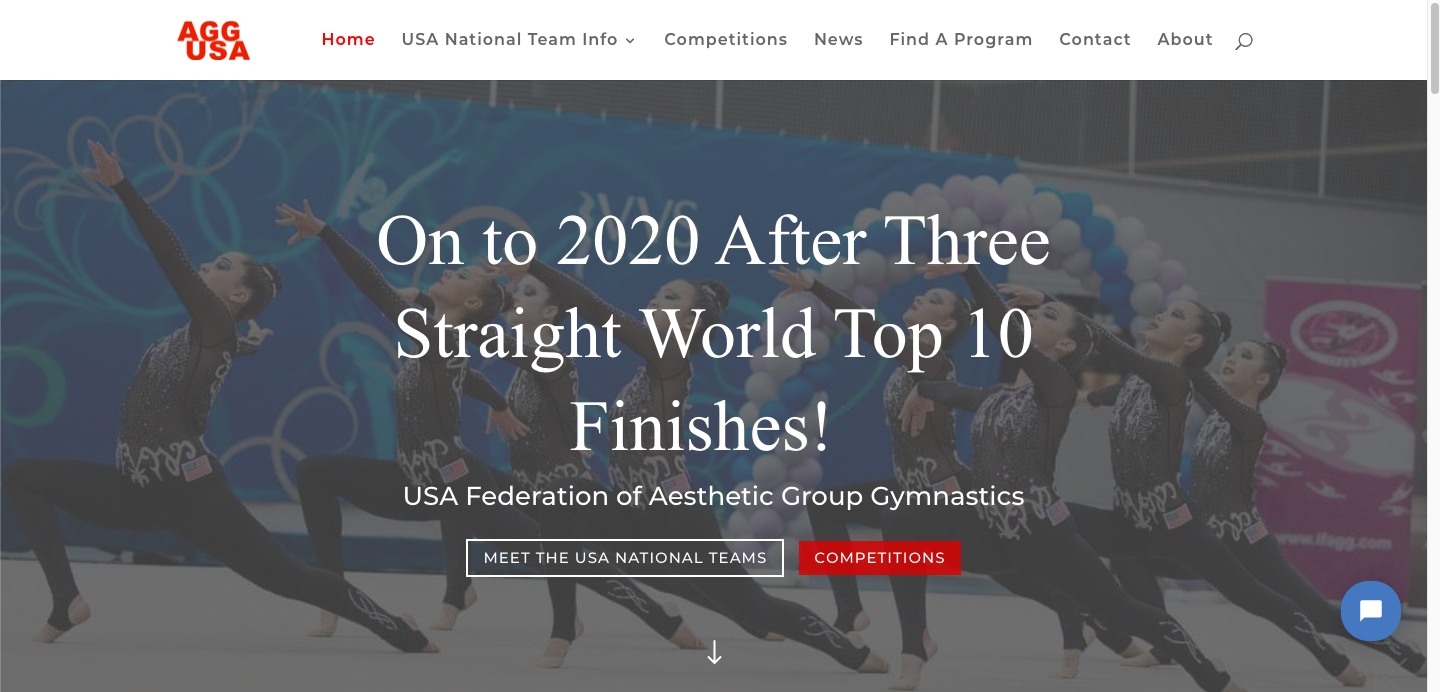 AGG
USA
Home
USA National Team Info
Competitions
News
Find A Program
Contact
About
On to 2020 After Three
Straight World Top 10
Finishes!
USA Federation of Aesthetic Group Gymnastics
MEET THE USA NATIONAL TEAMS
COMPETITIONS
www.ifagg.com